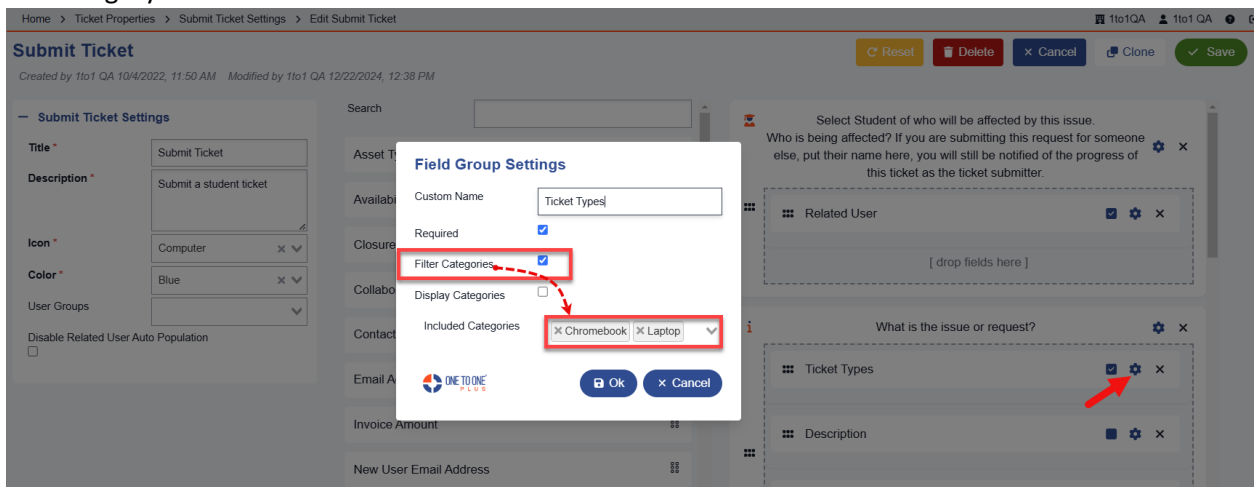 Home > Ticket Properties > Submit Ticket Settings > Edit Submit Ticket
1to1QA 1to1 QA
Submit Ticket
Reset Delete Cancel Clone Save
Created by 1to1 QA 10/4/2022, 11:50 AM Modified by 1to1 QA 12/22/2024, 12:38 PM
Submit Ticket Settings
Title *
Submit Ticket
Description *
Submit a student ticket
Icon *
Computer
Color *
Blue
User Groups
Disable Related User Auto Population
Search
Asset
Availabi
Closure
Collabo
Contact
Email A
Invoice Amount
New User Email Address
Field Group Settings
Custom Name
Ticket Types
Required
Filter Categories
Display Categories
Included Categories
Chromebook Laptop
ONE TO ONE
PLUS
Ok Cancel
Select Student of who will be affected by this issue.
Who is being affected? If you are submitting this request for someone
else, put their name here, you will still be notified of the progress of
this ticket as the ticket submitter.
Related User
[ drop fields here ]
What is the issue or request?
Ticket Types
Description